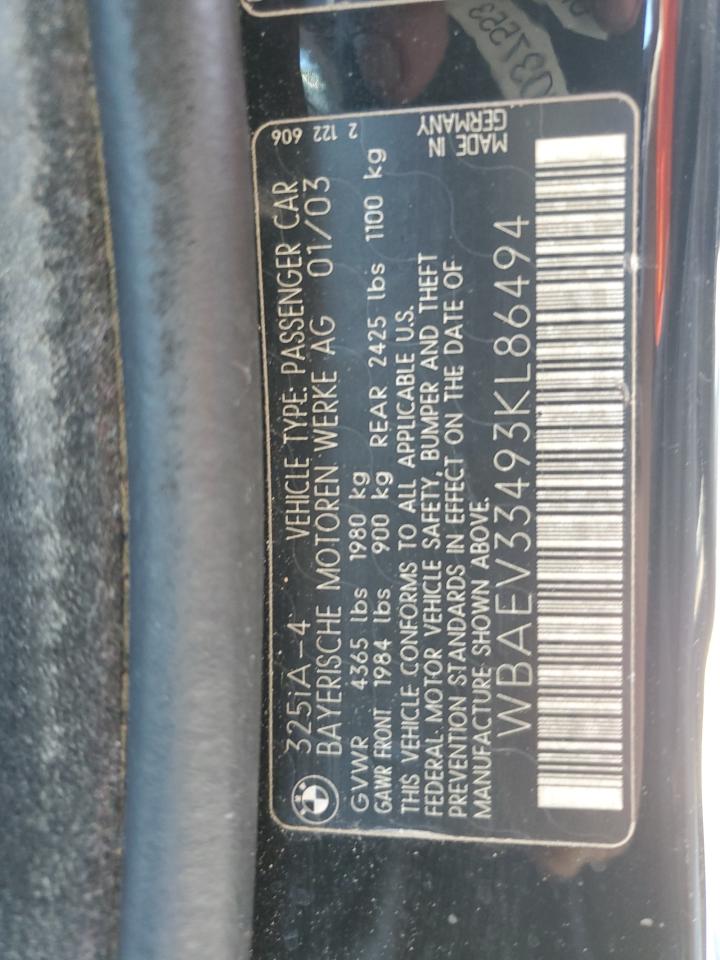 325iA-4 VEHICLE TYPE: PASSENGER CAR
BAYERISCHE MOTOREN WERKE AG 01/03
GVWR 4365 lbs 1980 kg
GAWR FRONT 1984 lbs 900 kg REAR 2425 lbs 1100 kg
THIS VEHICLE CONFORMS TO ALL APPLICABLE U.S.
FEDERAL MOTOR VEHICLE SAFETY, BUMPER AND THEFT
PREVENTION STANDARDS IN EFFECT ON THE DATE OF
MANUFACTURE SHOWN ABOVE.
WBAEV33493KL86494
2 122 606
MADE IN
GERMANY